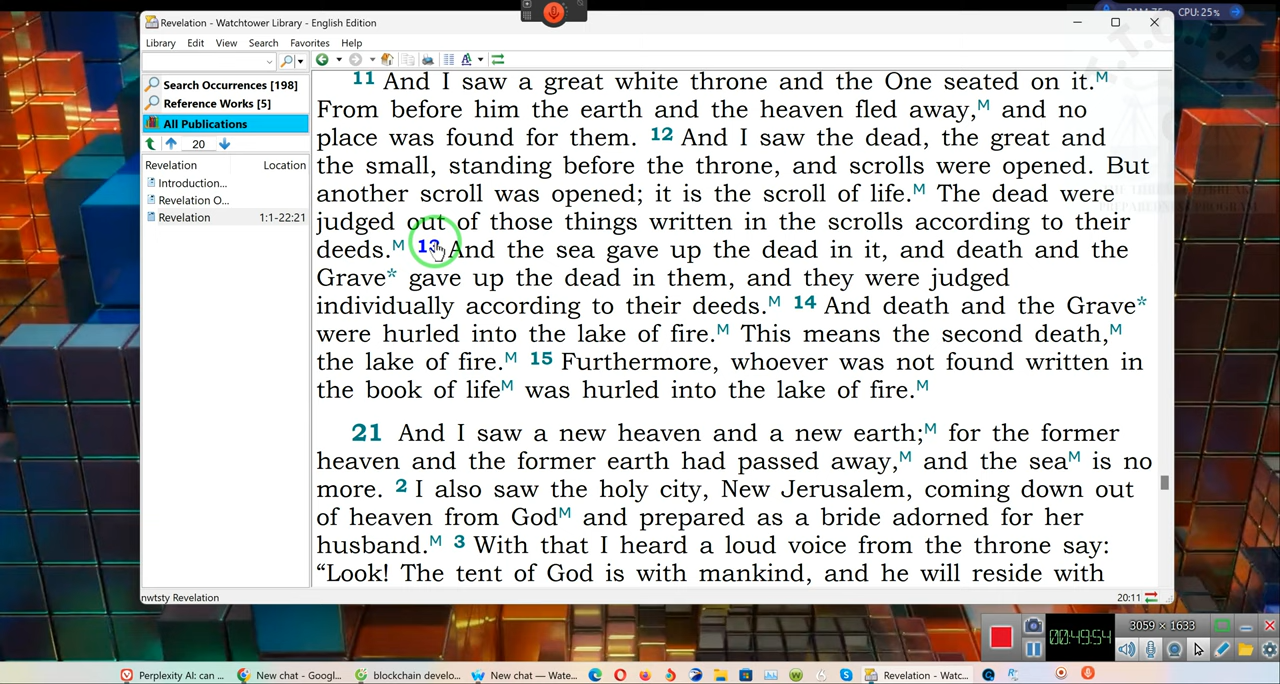 RAM: 75% CPU: 25%
Revelation - Watchtower Library - English Edition
Library Edit View Search Favorites Help
Search Occurrences [198]
Reference Works [5]
All Publications
20
Revelation Location
Introduction...
Revelation O...
Revelation 1:1-22:21
11 And I saw a great white throne and the One seated on it.M
From before him the earth and the heaven fled away,M and no
place was found for them. 12 And I saw the dead, the great and
the small, standing before the throne, and scrolls were opened. But
another scroll was opened; it is the scroll of life.M The dead were
judged out of those things written in the scrolls according to their
deeds.M 13 And the sea gave up the dead in it, and death and the
Grave* gave up the dead in them, and they were judged
individually according to their deeds.M 14 And death and the Grave*
were hurled into the lake of fire.M This means the second death,M
the lake of fire.M 15 Furthermore, whoever was not found written in
the book of lifeM was hurled into the lake of fire.M
21 And I saw a new heaven and a new earth;M for the former
heaven and the former earth had passed away,M and the seaM is no
more. 2 I also saw the holy city, New Jerusalem, coming down out
of heaven from GodM and prepared as a bride adorned for her
husband.M 3 With that I heard a loud voice from the throne say:
“Look! The tent of God is with mankind, and he will reside with
nwtsty Revelation
20:11
00:49:54
3059 × 1633
Perplexity AI: can ...
New chat — Googl...
blockchain develo...
New chat — Wate...
Revelation - Watc...